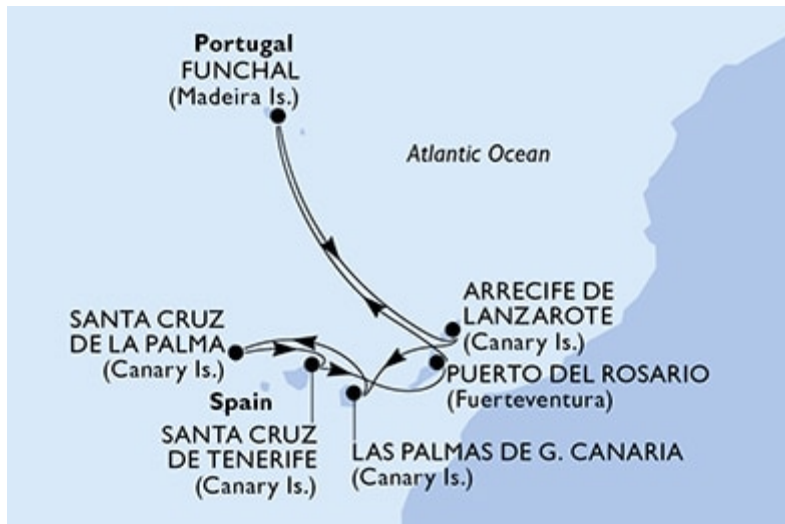 Portugal
FUNCHAL
(Madeira Is.)
Atlantic Ocean
ARRECIFE DE
LANZAROTE
(Canary Is.)
SANTA CRUZ
DE LA PALMA
(Canary Is.)
PUERTO DEL ROSARIO
(Fuerteventura)
Spain
SANTA CRUZ
DE TENERIFE
(Canary Is.)
LAS PALMAS DE G. CANARIA
(Canary Is.)